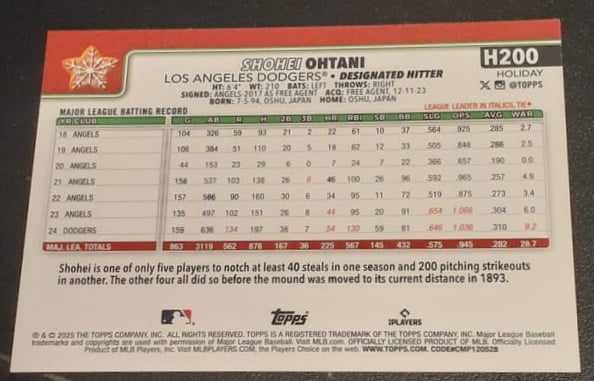 SHOHEI OHTANI
H200
LOS ANGELES DODGERS® • DESIGNATED HITTER
HOLIDAY
HT: 6'4" WT: 210 BATS: LEFT THROWS: RIGHT
X @TOPPS
SIGNED: ANGELS 2017 AS FREE AGENT ACQ: FREE AGENT, 12-11-23
BORN: 7-5-94, OSHU, JAPAN HOME: OSHU, JAPAN
MAJOR LEAGUE BATTING RECORD
LEAGUE LEADER IN ITALICS, TIE♦
YR CLUB G AB R H 2B 3B HR RBI SB BB SLG OPS AVG WAR
18 ANGELS 104 326 59 93 21 2 22 61 10 37 .564 .925 .285 2.7
19 ANGELS 106 384 51 110 20 5 18 62 12 33 .505 .848 .286 2.5
20 ANGELS 44 153 23 29 6 0 7 24 7 22 .366 .657 .190 0.0
21 ANGELS 158 537 103 138 26 8 46 100 26 96 .592 .965 .257 4.9
22 ANGELS 157 586 90 160 30 6 34 95 11 72 .519 .875 .273 3.4
23 ANGELS 135 497 102 151 26 8 44 95 20 91 .654 1.066 .304 6.0
24 DODGERS 159 636 134 197 38 7 54 130 59 81 .646 1.036 .310 9.2
MAJ. LEA. TOTALS 863 3119 562 878 167 36 225 567 145 432 .575 .945 .282 28.7
Shohei is one of only five players to notch at least 40 steals in one season and 200 pitching strikeouts
in another. The other four all did so before the mound was moved to its current distance in 1893.
Topps
PLAYERS
® & © 2025 THE TOPPS COMPANY, INC. ALL RIGHTS RESERVED. TOPPS IS A REGISTERED TRADEMARK OF THE TOPPS COMPANY, INC. Major League Baseball
trademarks and copyrights are used with permission of Major League Baseball. Visit MLB.com. OFFICIALLY LICENSED PRODUCT OF MLB. Officially Licensed
Product of MLB Players, Inc. Visit MLBPLAYERS.COM, the Players Choice on the web. WWW.TOPPS.COM. CODE#CMP120528